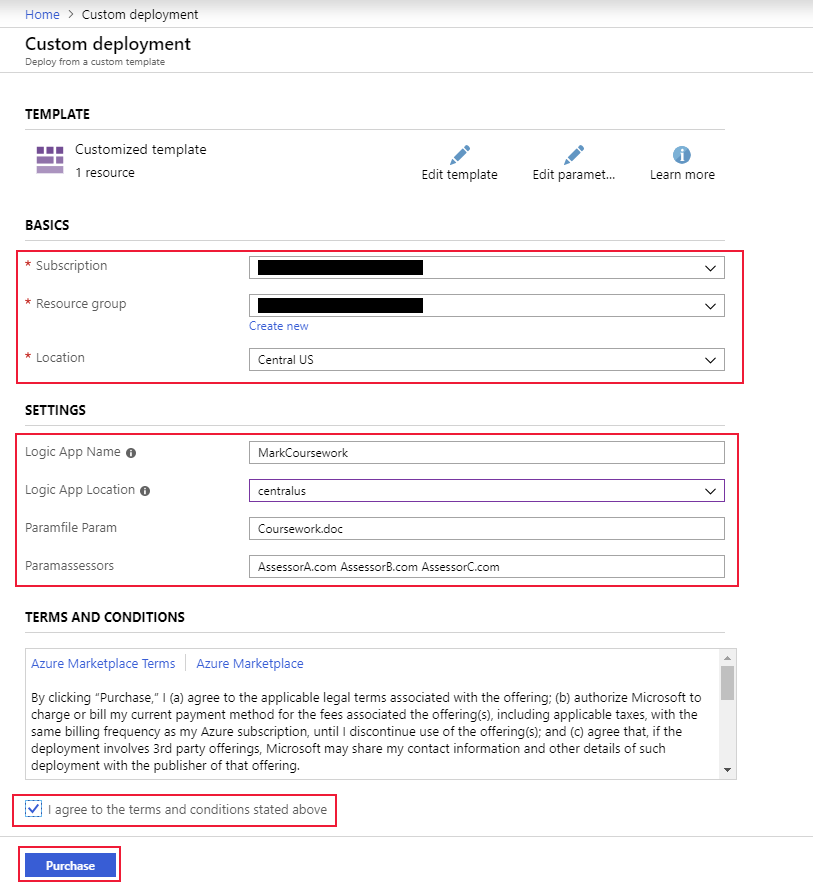 Home > Custom deployment
Custom deployment
Deploy from a custom template
TEMPLATE
Customized template
1 resource
Edit template
Edit paramet...
Learn more
BASICS
* Subscription
* Resource group
Create new
* Location
Central US
SETTINGS
Logic App Name
MarkCoursework
Logic App Location
centralus
Paramfile Param
Coursework.doc
Paramassessors
AssessorA.com AssessorB.com AssessorC.com
TERMS AND CONDITIONS
Azure Marketplace Terms
Azure Marketplace
By clicking “Purchase,” I (a) agree to the applicable legal terms associated with the offering; (b) authorize Microsoft to
charge or bill my current payment method for the fees associated the offering(s), including applicable taxes, with the
same billing frequency as my Azure subscription, until I discontinue use of the offering(s); and (c) agree that, if the
deployment involves 3rd party offerings, Microsoft may share my contact information and other details of such
deployment with the publisher of that offering.
I agree to the terms and conditions stated above
Purchase